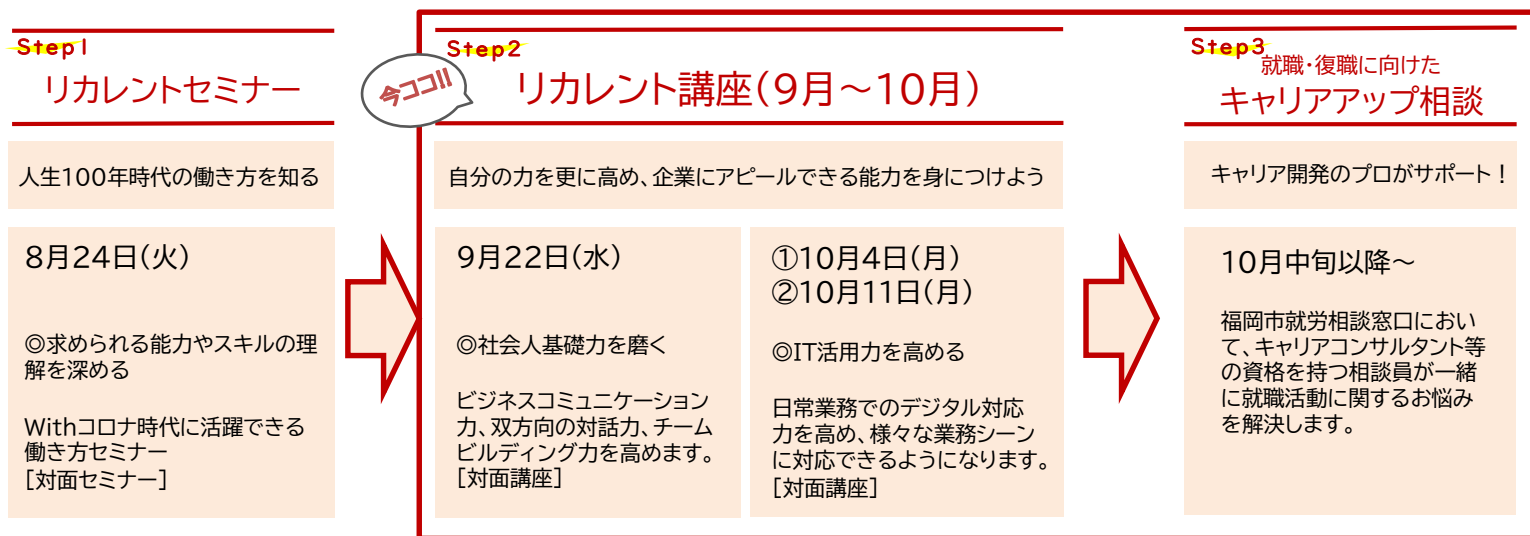 Step1
リカレントセミナー
人生100年時代の働き方を知る
8月24日(火)
◎求められる能力やスキルの理
解を深める
Withコロナ時代に活躍できる
働き方セミナー
[対面セミナー]
今ココ!!
Step2
リカレント講座(9月～10月)
自分の力を更に高め、企業にアピールできる能力を身につけよう
9月22日(水)
◎社会人基礎力を磨く
ビジネスコミュニケーション
力、双方向の対話力、チーム
ビルディング力を高めます。
[対面講座]
①10月4日(月)
②10月11日(月)
◎IT活用力を高める
日常業務でのデジタル対応
力を高め、様々な業務シーン
に対応できるようになります。
[対面講座]
Step3
就職・復職に向けた
キャリアアップ相談
キャリア開発のプロがサポート！
10月中旬以降～
福岡市就労相談窓口におい
て、キャリアコンサルタント等
の資格を持つ相談員が一緒
に就職活動に関するお悩み
を解決します。